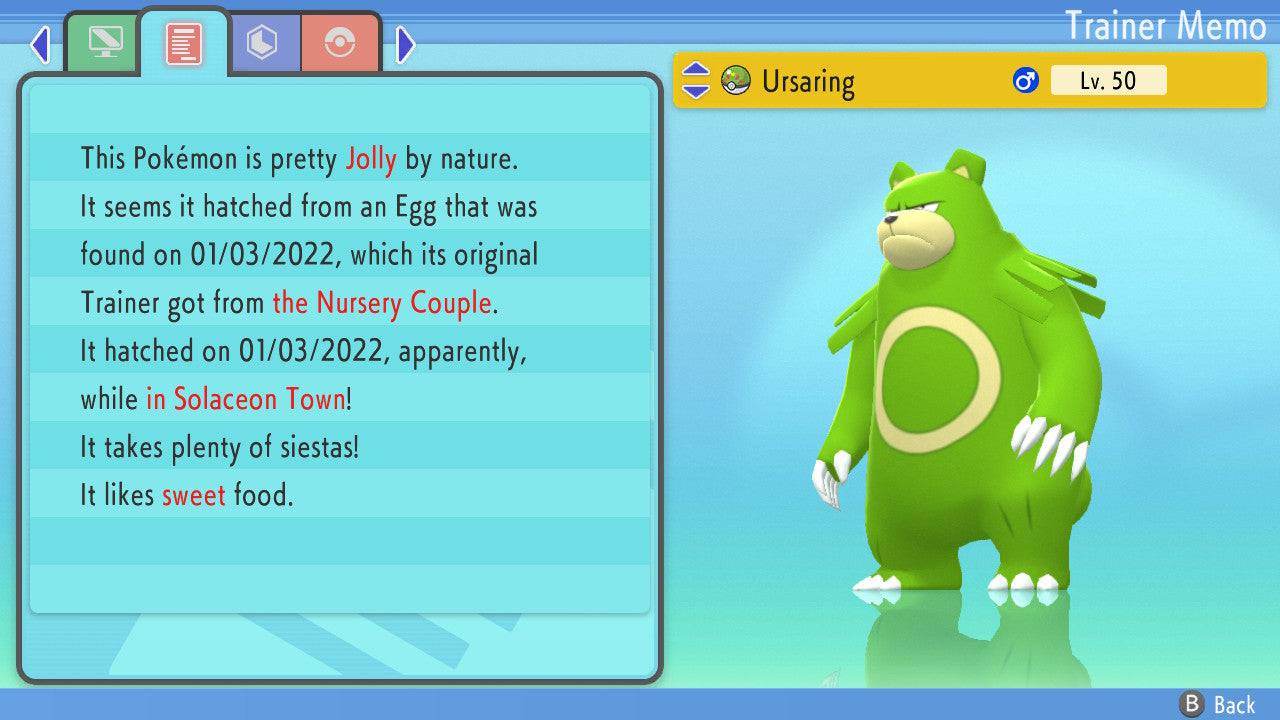 Trainer Memo
Ursaring
♂
Lv. 50
This Pokémon is pretty Jolly by nature.
It seems it hatched from an Egg that was
found on 01/03/2022, which its original
Trainer got from the Nursery Couple.
It hatched on 01/03/2022, apparently,
while in Solaceon Town!
It takes plenty of siestas!
It likes sweet food.
B Back